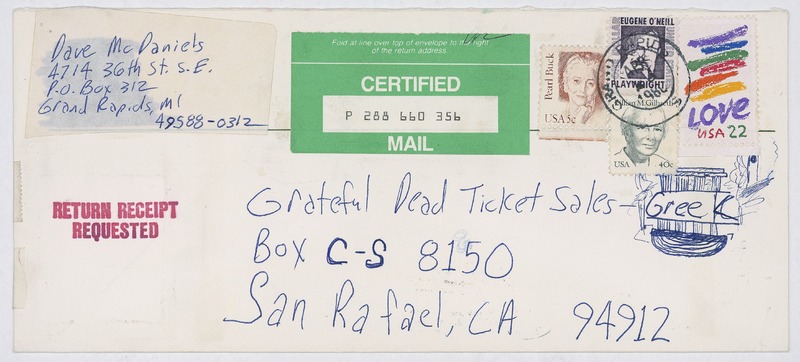 Dave McDaniels
4714 36th St. S.E.
P.O. Box 312
Grand Rapids, MI
49588-0312
Fold at line over top of envelope to the right
of the return address.
CERTIFIED
P 288 660 356
MAIL
Pearl Buck
USA 5c
EUGENE O'NEILL
PLAYWRIGHT
USA 40c
LOVE
USA 22
RETURN RECEIPT
REQUESTED
Grateful Dead Ticket Sales - Greek
Box C-S 8150
San Rafael, CA 94912